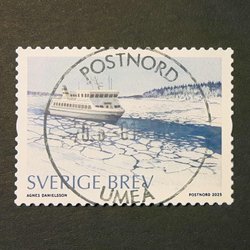 POSTNORD
SVERIGE BREV
AGNES DANIELSSON POSTNORD 2025
UMEÅ